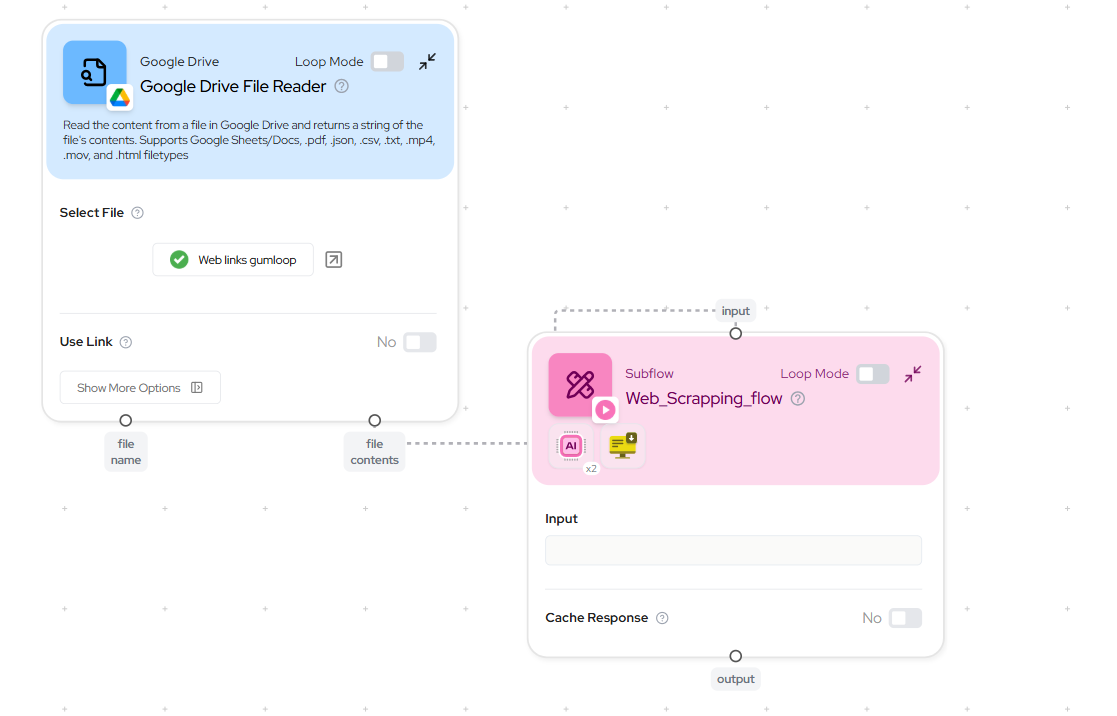 Google Drive
Loop Mode
Google Drive File Reader
Read the content from a file in Google Drive and returns a string of the
file's contents. Supports Google Sheets/Docs, .pdf, .json, .csv, .txt, .mp4,
.mov, and .html filetypes
Select File
Web links gumloop
Use Link
No
Show More Options
file
name
file
contents
input
Subflow
Loop Mode
Web_Scrapping_flow
AI
x2
Input
Cache Response
No
output